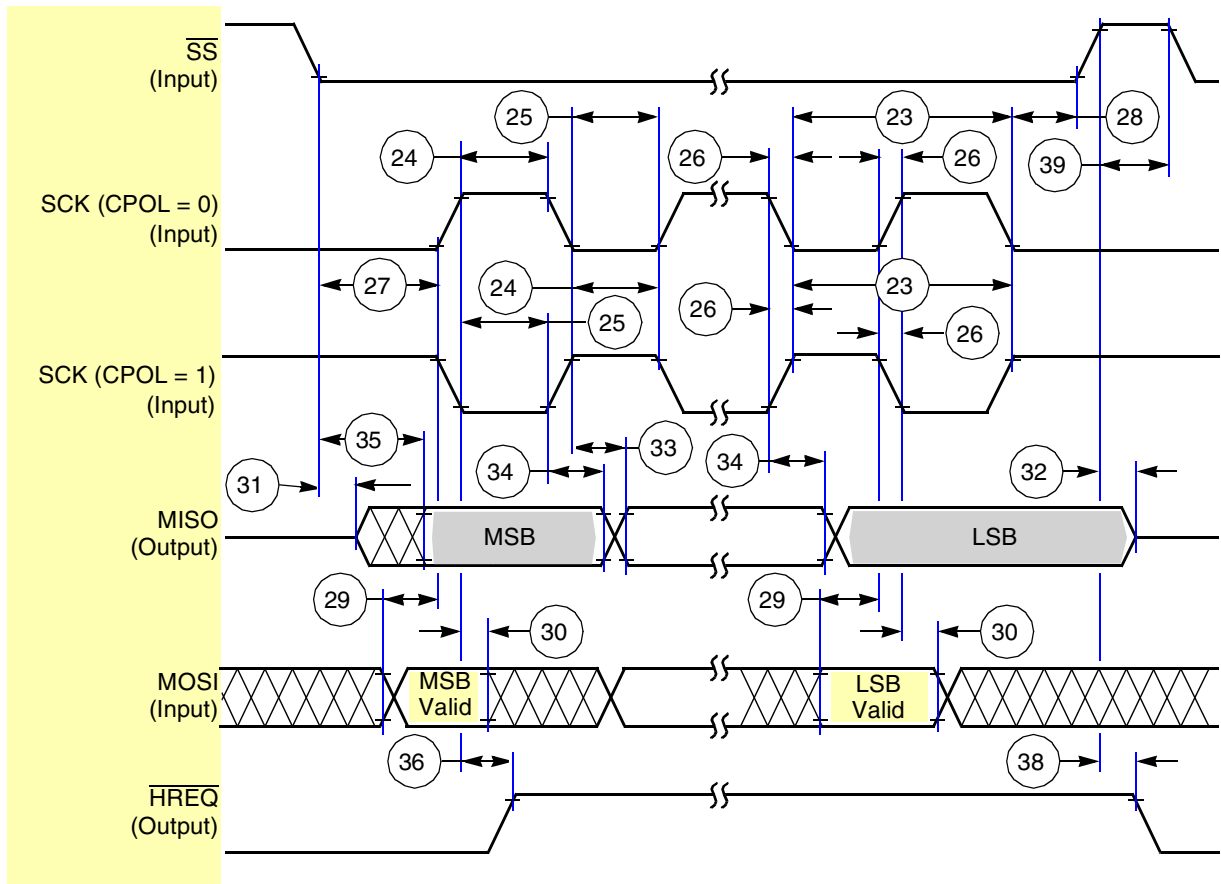 SS
(Input)
25
23
28
24
26
26
39
SCK (CPOL = 0)
(Input)
27
24
23
26
25
26
SCK (CPOL = 1)
(Input)
35
33
34
34
31
32
MISO
(Output)
MSB
LSB
29
29
30
30
MOSI
(Input)
MSB
Valid
LSB
Valid
36
38
HREQ
(Output)